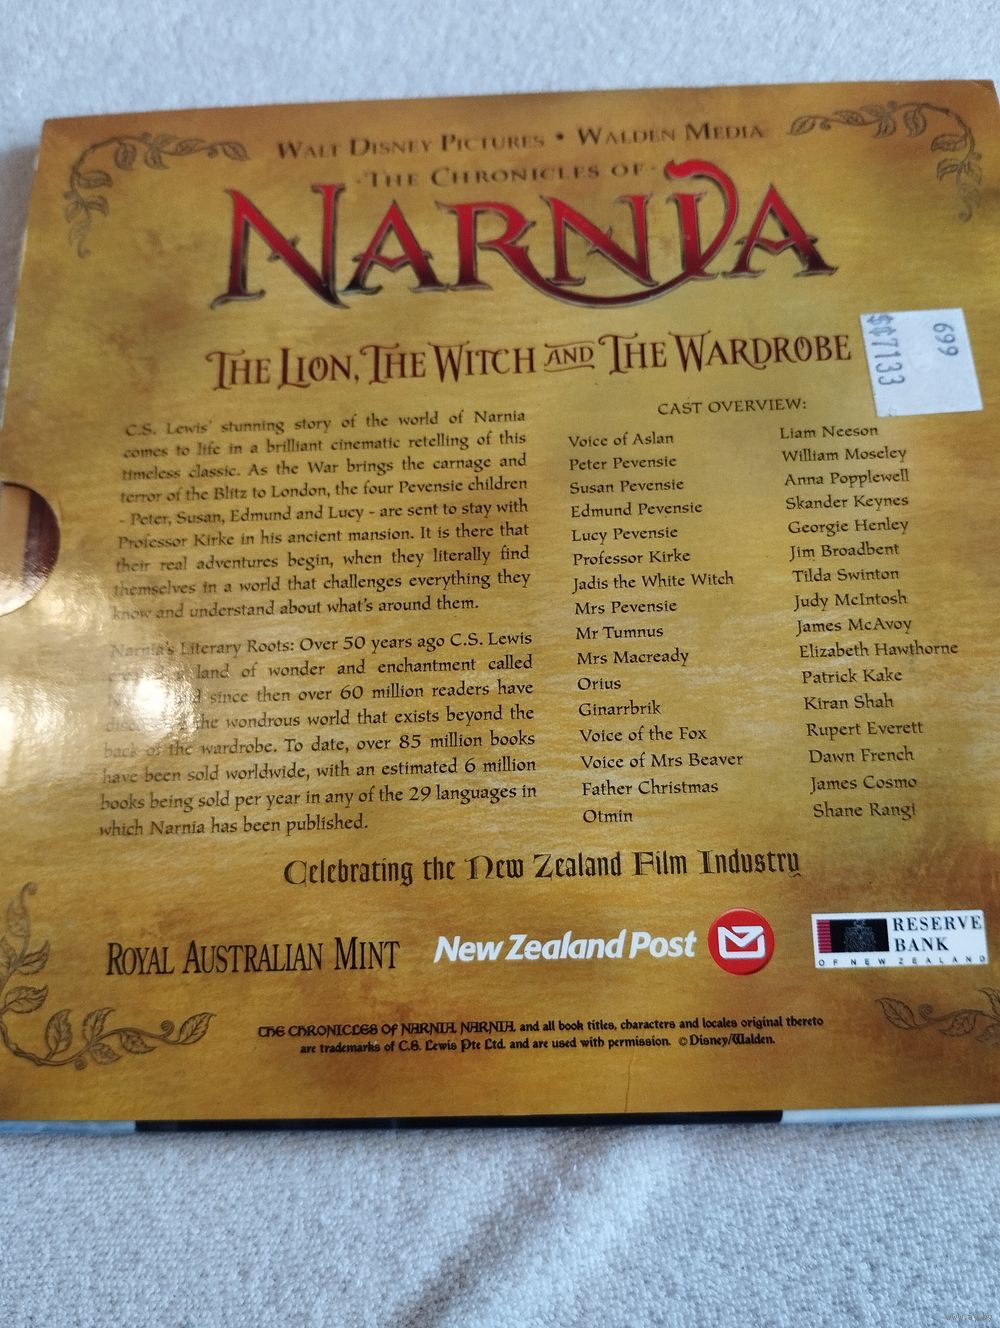 WALT DISNEY PICTURES • WALDEN MEDIA
·THE CHRONICLES OF·
NARNIA
THE LION, THE WITCH AND THE WARDROBE
$$7133
699
C.S. Lewis' stunning story of the world of Narnia
comes to life in a brilliant cinematic retelling of this
timeless classic. As the War brings the carnage and
terror of the Blitz to London, the four Pevensie children
- Peter, Susan, Edmund and Lucy - are sent to stay with
Professor Kirke in his ancient mansion. It is there that
their real adventures begin, when they literally find
themselves in a world that challenges everything they
know and understand about what's around them.
Narnia's Literary Roots: Over 50 years ago C.S. Lewis
land of wonder and enchantment called
since then over 60 million readers have
the wondrous world that exists beyond the
back of the wardrobe. To date, over 85 million books
have been sold worldwide, with an estimated 6 million
books being sold per year in any of the 29 languages in
which Narnia has been published.
CAST OVERVIEW:
Voice of Aslan Liam Neeson
Peter Pevensie William Moseley
Susan Pevensie Anna Popplewell
Edmund Pevensie Skander Keynes
Lucy Pevensie Georgie Henley
Professor Kirke Jim Broadbent
Jadis the White Witch Tilda Swinton
Mrs Pevensie Judy McIntosh
Mr Tumnus James McAvoy
Mrs Macready Elizabeth Hawthorne
Orius Patrick Kake
Ginarrbrik Kiran Shah
Voice of the Fox Rupert Everett
Voice of Mrs Beaver Dawn French
Father Christmas James Cosmo
Otmin Shane Rangi
Celebrating the New Zealand Film Industry
ROYAL AUSTRALIAN MINT
New Zealand Post
RESERVE
BANK
OF NEW ZEALAND
THE CHRONICLES OF NARNIA, NARNIA, and all book titles, characters and locales original thereto
are trademarks of C.S. Lewis Pte Ltd. and are used with permission. © Disney/Walden.